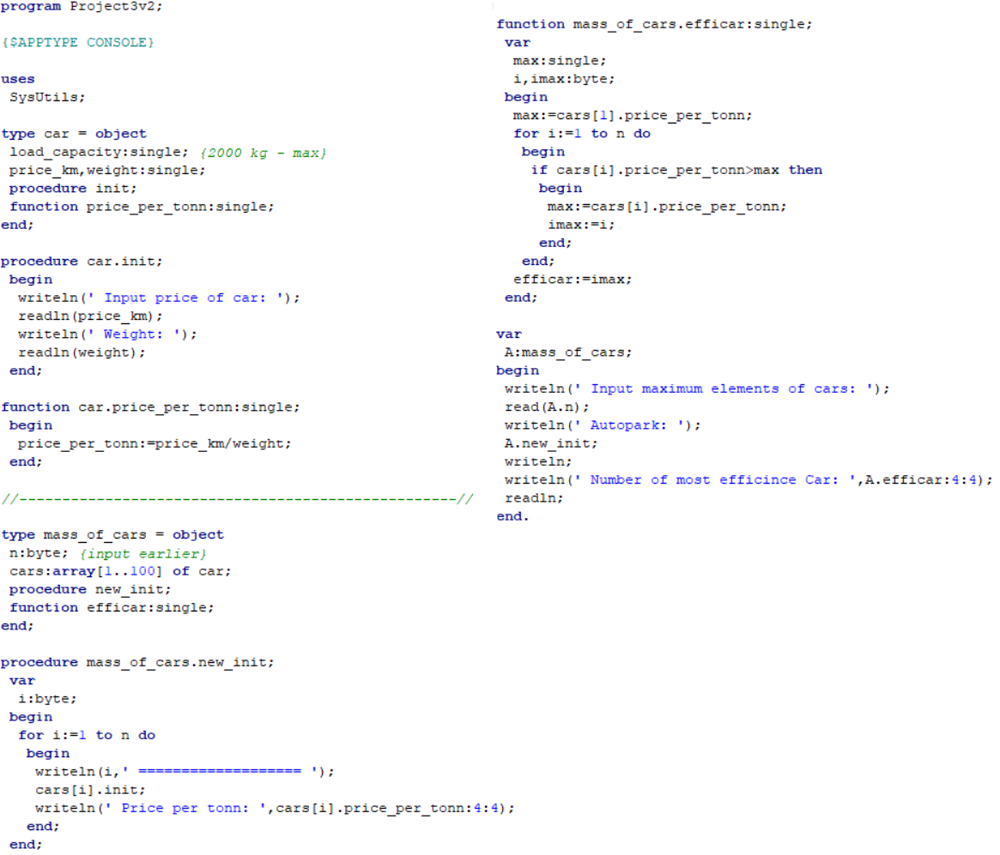 program Project3v2;
{$APPTYPE CONSOLE}
uses
SysUtils;
type car = object
load_capacity:single; {2000 kg - max}
price_km,weight:single;
procedure init;
function price_per_tonn:single;
end;
procedure car.init;
begin
writeln(' Input price of car: ');
readln(price_km);
writeln(' Weight: ');
readln(weight);
end;
function car.price_per_tonn:single;
begin
price_per_tonn:=price_km/weight;
end;
//---------------------------------------------------//
type mass_of_cars = object
n:byte; {input earlier}
cars:array[1..100] of car;
procedure new_init;
function efficar:single;
end;
procedure mass_of_cars.new_init;
var
i:byte;
begin
for i:=1 to n do
begin
writeln(i,' =================== ');
cars[i].init;
writeln(' Price per tonn: ',cars[i].price_per_tonn:4:4);
end;
end;
function mass_of_cars.efficar:single;
var
max:single;
i,imax:byte;
begin
max:=cars[1].price_per_tonn;
for i:=1 to n do
begin
if cars[i].price_per_tonn>max then
begin
max:=cars[i].price_per_tonn;
imax:=i;
end;
end;
efficar:=imax;
end;
var
A:mass_of_cars;
begin
writeln(' Input maximum elements of cars: ');
read(A.n);
writeln(' Autopark: ');
A.new_init;
writeln;
writeln(' Number of most efficince Car: ',A.efficar:4:4);
readln;
end.